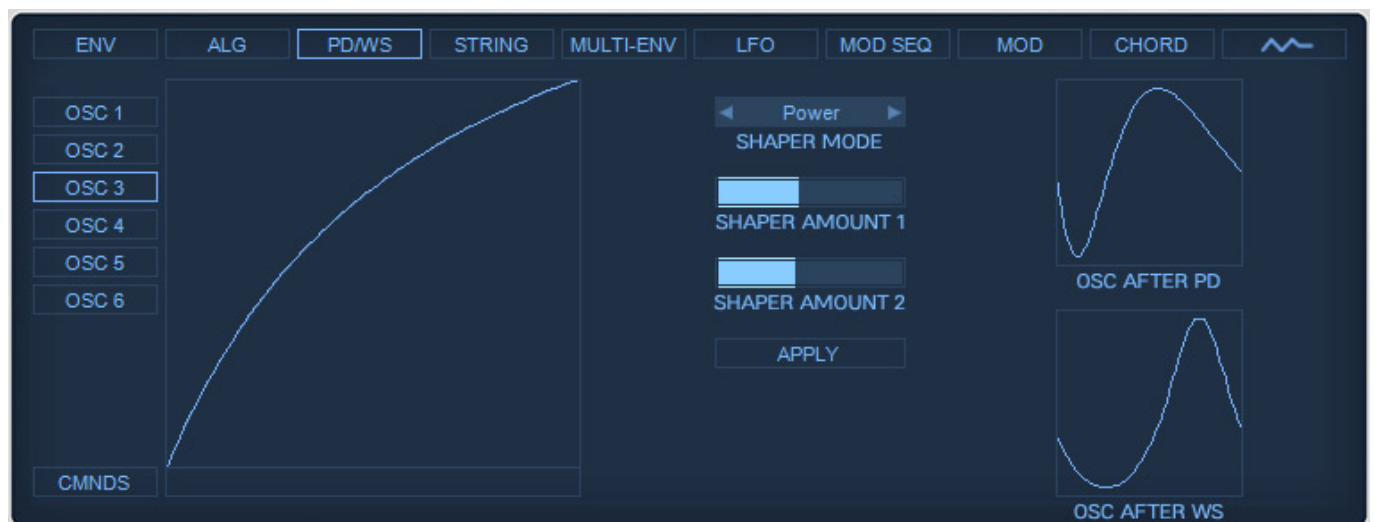 ENV ALG PD/WS STRING MULTI-ENV LFO MOD SEQ MOD CHORD
OSC 1
OSC 2
OSC 3
OSC 4
OSC 5
OSC 6
CMNDS
Power
SHAPER MODE
SHAPER AMOUNT 1
SHAPER AMOUNT 2
APPLY
OSC AFTER PD
OSC AFTER WS